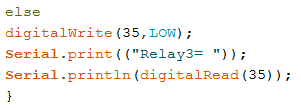 else
digitalWrite(35,LOW);
Serial.print(("Relay3= "));
Serial.println(digitalRead(35));
}